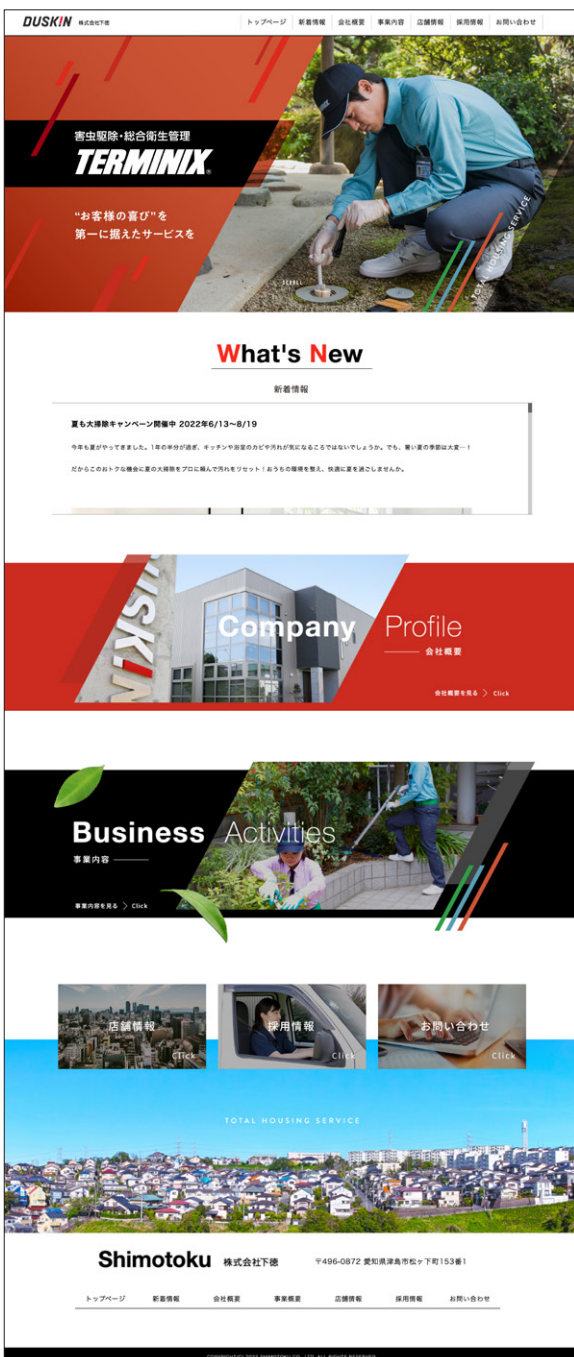 DUSKIN 株式会社下徳
トップページ 新着情報 会社概要 事業内容 店舗情報 採用情報 お問い合わせ
害虫駆除・総合衛生管理
TERMINIX®
“お客様の喜び”を
第一に据えたサービスを
SCROLL
TOTAL HOUSING SERVICE
What's New
新着情報
夏も大掃除キャンペーン開催中 2022年6/13～8/19
今年も夏がやってきました。1年の半分が過ぎ、キッチンや浴室のカビや汚れが気になるころではないでしょうか。でも、暑い夏の季節は大変…！
だからこのおトクな機会に夏の大掃除をプロに頼んで汚れをリセット！おうちの環境を整え、快適に夏を過ごしませんか。
DUSKIN
Company Profile
会社概要
会社概要を見る 〉 Click
Business Activities
事業内容
事業内容を見る 〉 Click
店舗情報 採用情報 お問い合わせ
Click Click Click
TOTAL HOUSING SERVICE
Shimotoku 株式会社下徳 〒496-0872 愛知県津島市松ヶ下町153番1
トップページ 新着情報 会社概要 事業概要 店舗情報 採用情報 お問い合わせ
COPYRIGHT(C) 2022 SHIMOTOKU CO., LTD. ALL RIGHTS RESERVED.